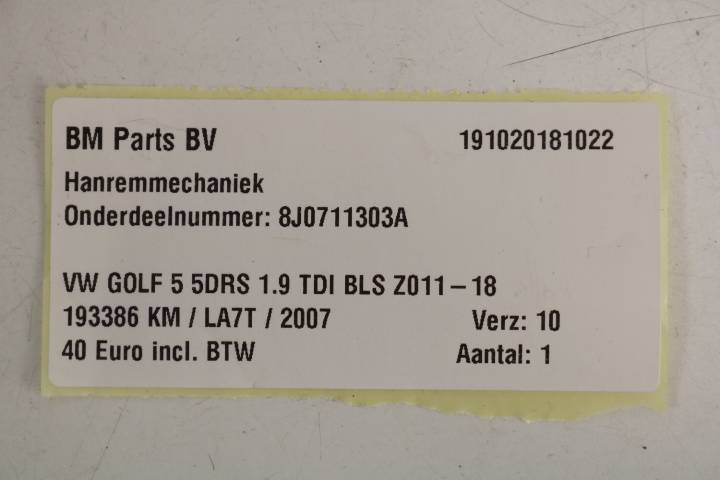 BM Parts BV 191020181022
Hanremmechaniek
Onderdeelnummer: 8J0711303A
VW GOLF 5 5DRS 1.9 TDI BLS Z011-18
193386 KM / LA7T / 2007 Verz: 10
40 Euro incl. BTW Aantal: 1